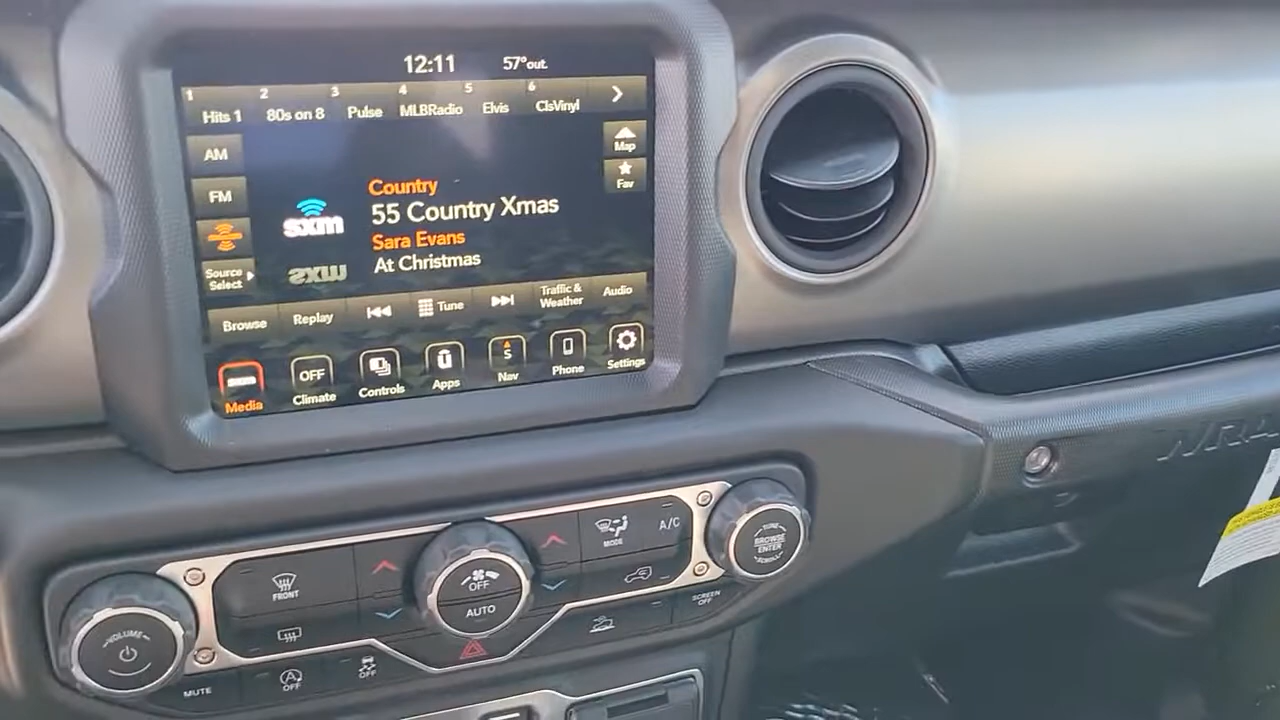 12:11 57°out.
1 2 3 4 5 6
Hits 1 80s on 8 Pulse MLBRadio Elvis ClsVinyl
AM
Map
FM
Fav
Country
sxm 55 Country Xmas
Sara Evans
At Christmas
Source
Select
Browse Replay Tune Traffic &
Weather
Audio
Media
OFF
Climate
Controls
Apps
S
Nav
Phone
Settings
WRA
FRONT
OFF
AUTO
MODE
A/C
TUNE
BROWSE
ENTER
SCROLL
VOLUME
MUTE
A
OFF
OFF
SCREEN
OFF